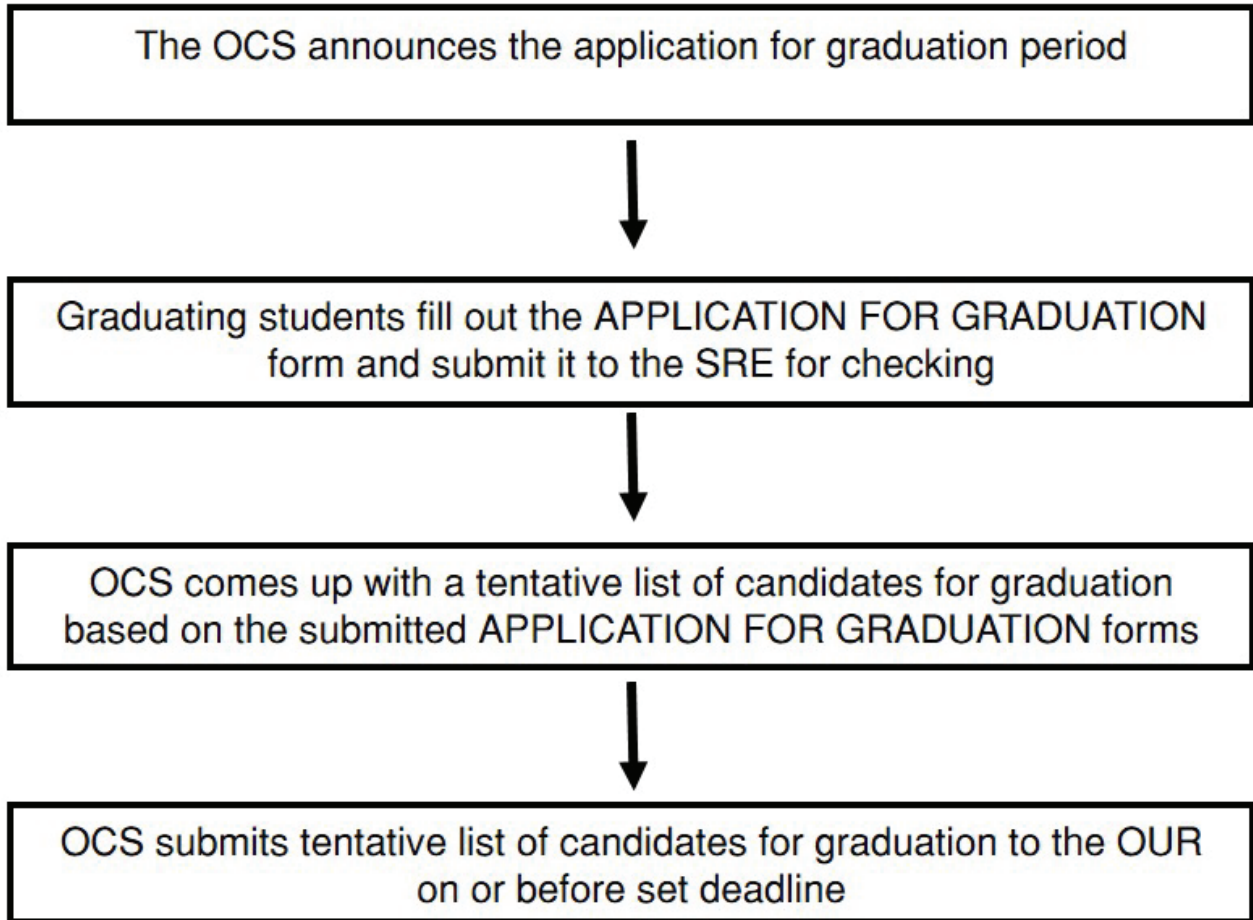 The OCS announces the application for graduation period
Graduating students fill out the APPLICATION FOR GRADUATION
form and submit it to the SRE for checking
OCS comes up with a tentative list of candidates for graduation
based on the submitted APPLICATION FOR GRADUATION forms
OCS submits tentative list of candidates for graduation to the OUR
on or before set deadline